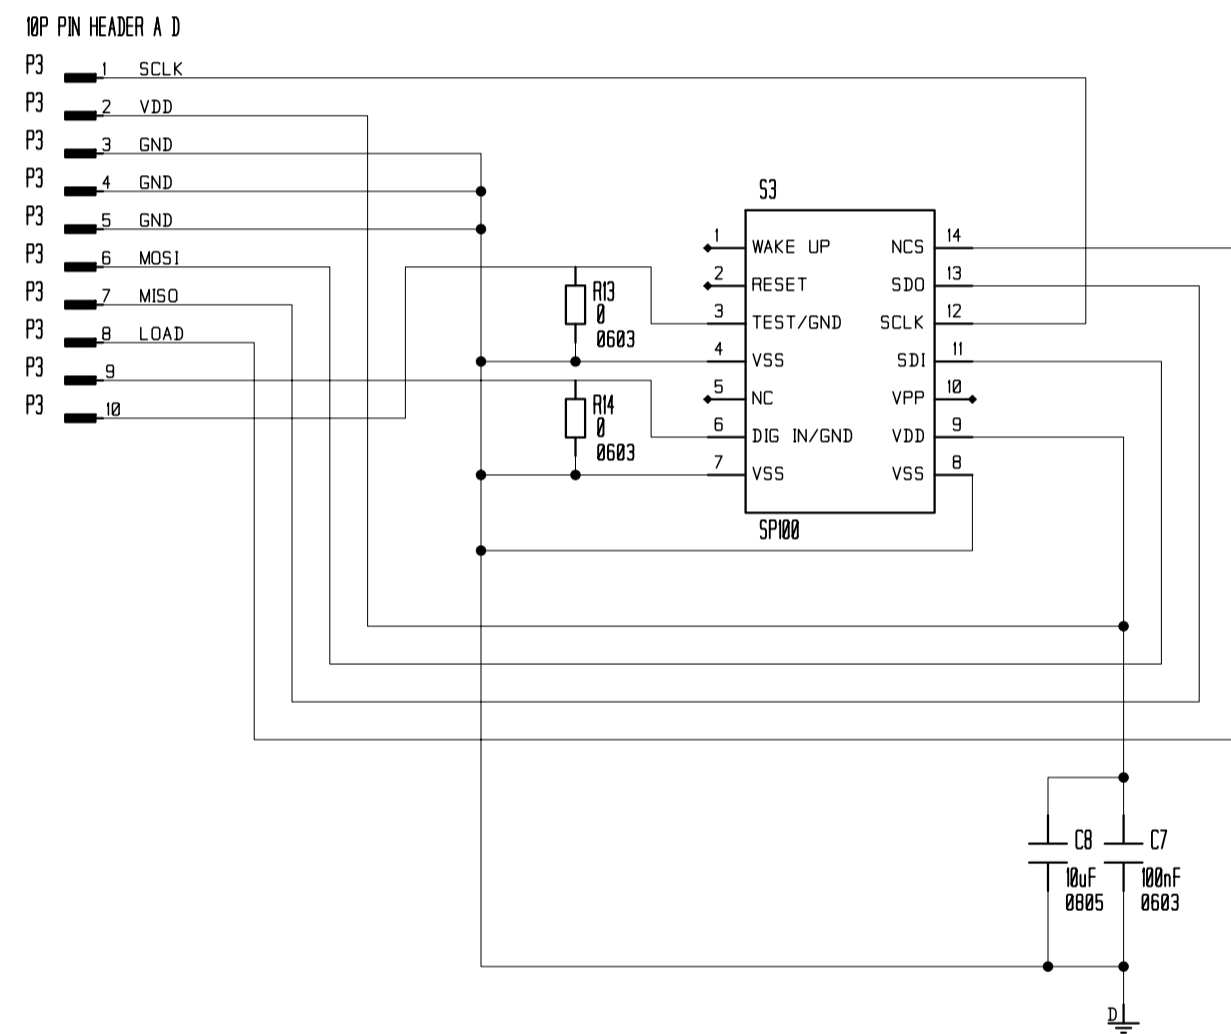 10P PIN HEADER A D
P3 1 SCLK
P3 2 VDD
P3 3 GND
P3 4 GND
P3 5 GND
P3 6 MOSI
P3 7 MISO
P3 8 LOAD
P3 9
P3 10
S3
1 WAKE UP NCS 14
2 RESET SDO 13
3 TEST/GND SCLK 12
4 VSS SDI 11
5 NC VPP 10
6 DIG IN/GND VDD 9
7 VSS VSS 8
SP100
R13
0
0603
R14
0
0603
C8
10uF
0805
C7
100nF
0603
D